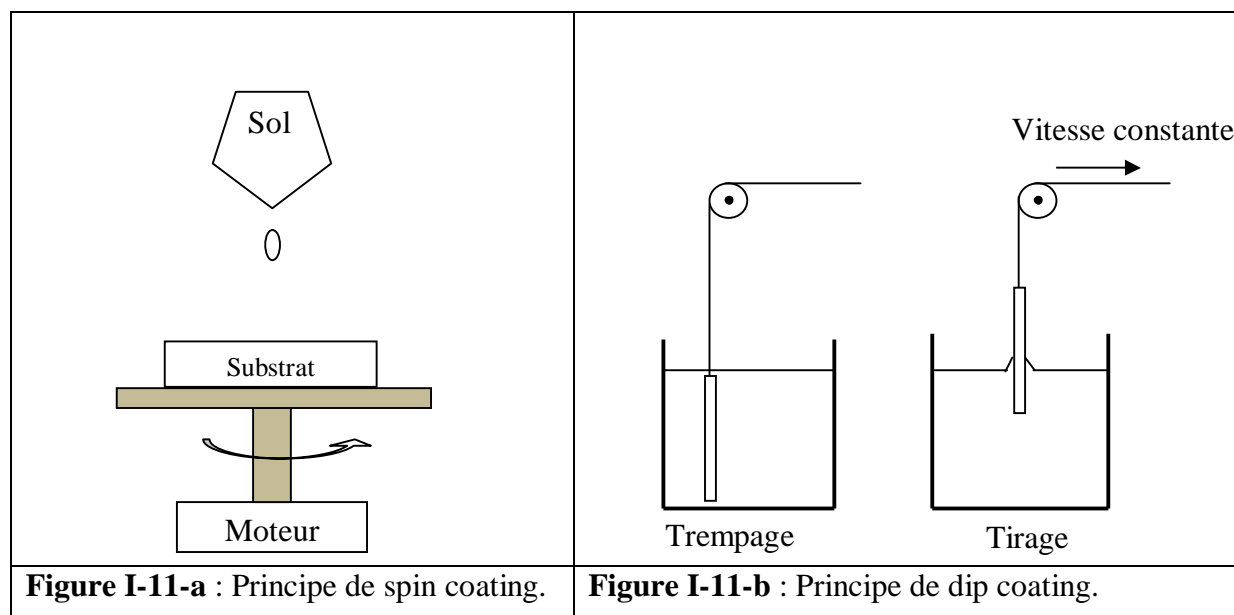 Sol
Substrat
Moteur
Figure I-11-a : Principe de spin coating.
Vitesse constante
Trempage
Tirage
Figure I-11-b : Principe de dip coating.